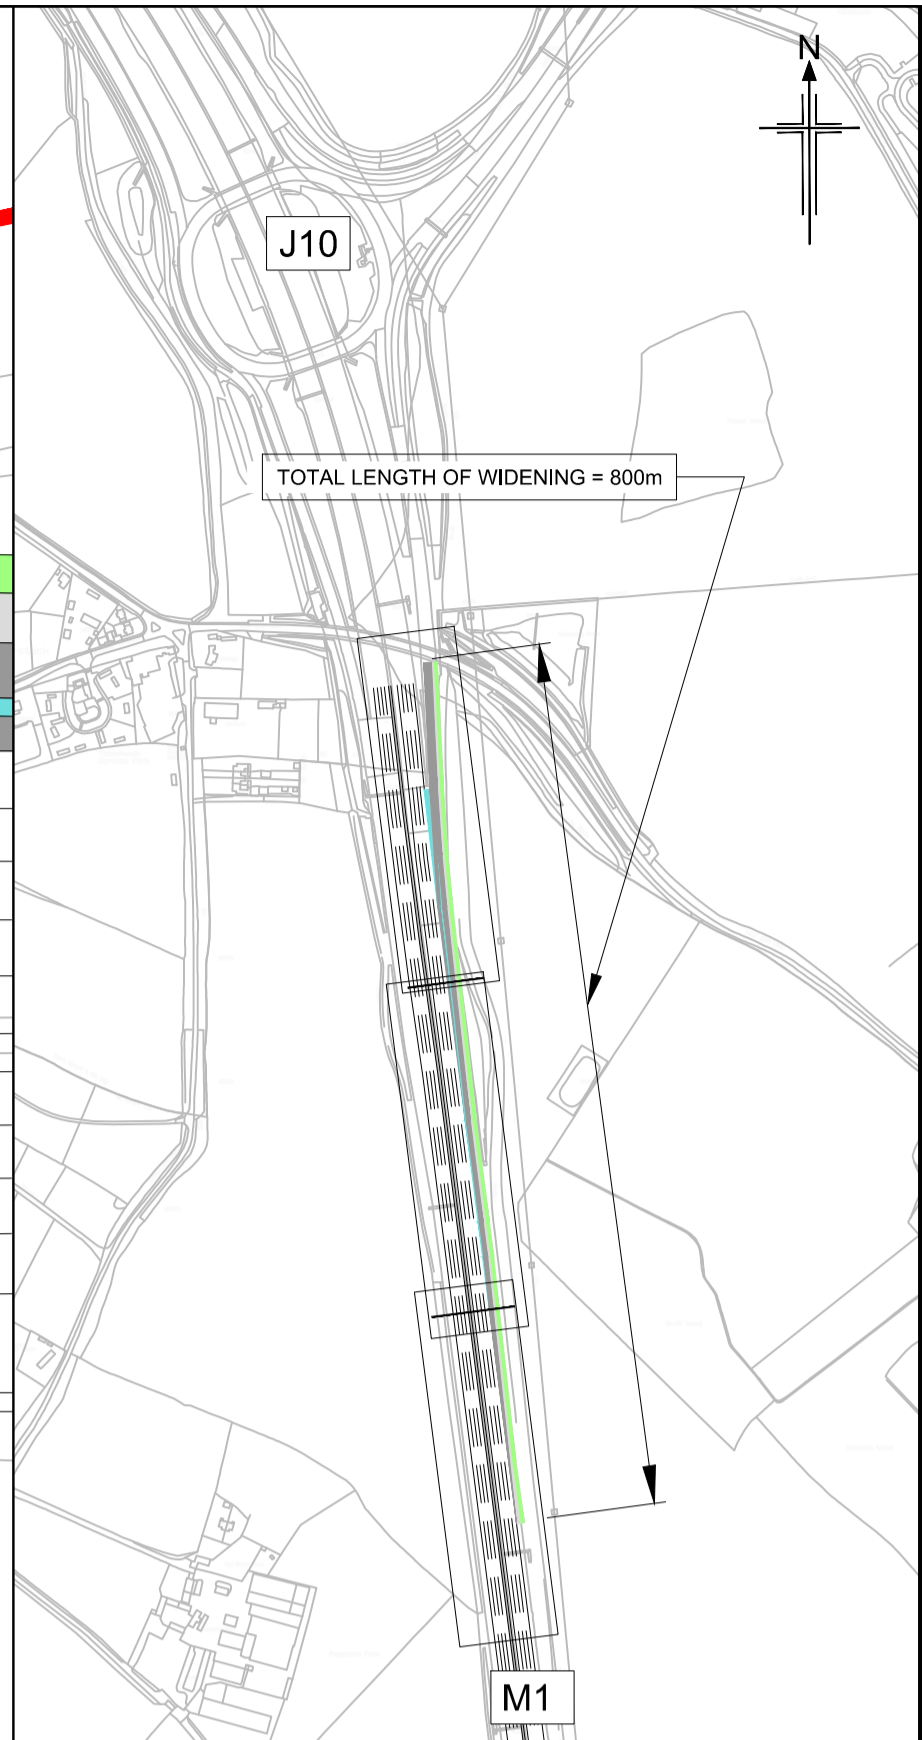 N
J10
TOTAL LENGTH OF WIDENING = 800m
M1